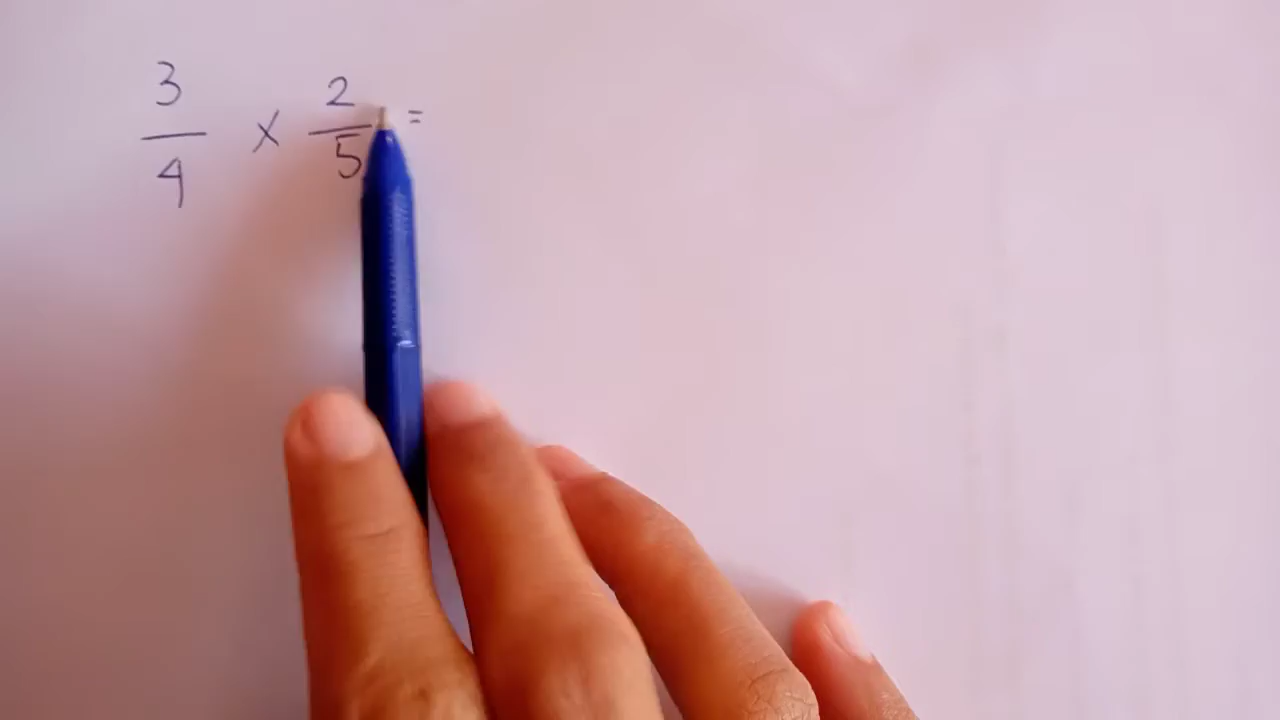 3/4 × 2/5 =